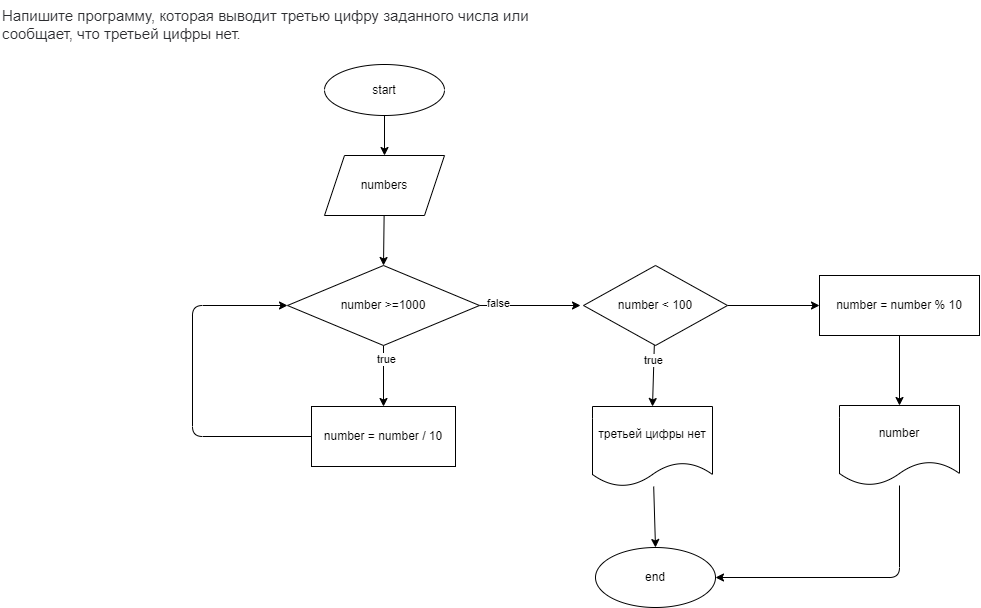 Напишите программу, которая выводит третью цифру заданного числа или
сообщает, что третьей цифры нет.
start
numbers
number >=1000
false
number < 100
number = number % 10
true
true
number = number / 10
третьей цифры нет
number
end